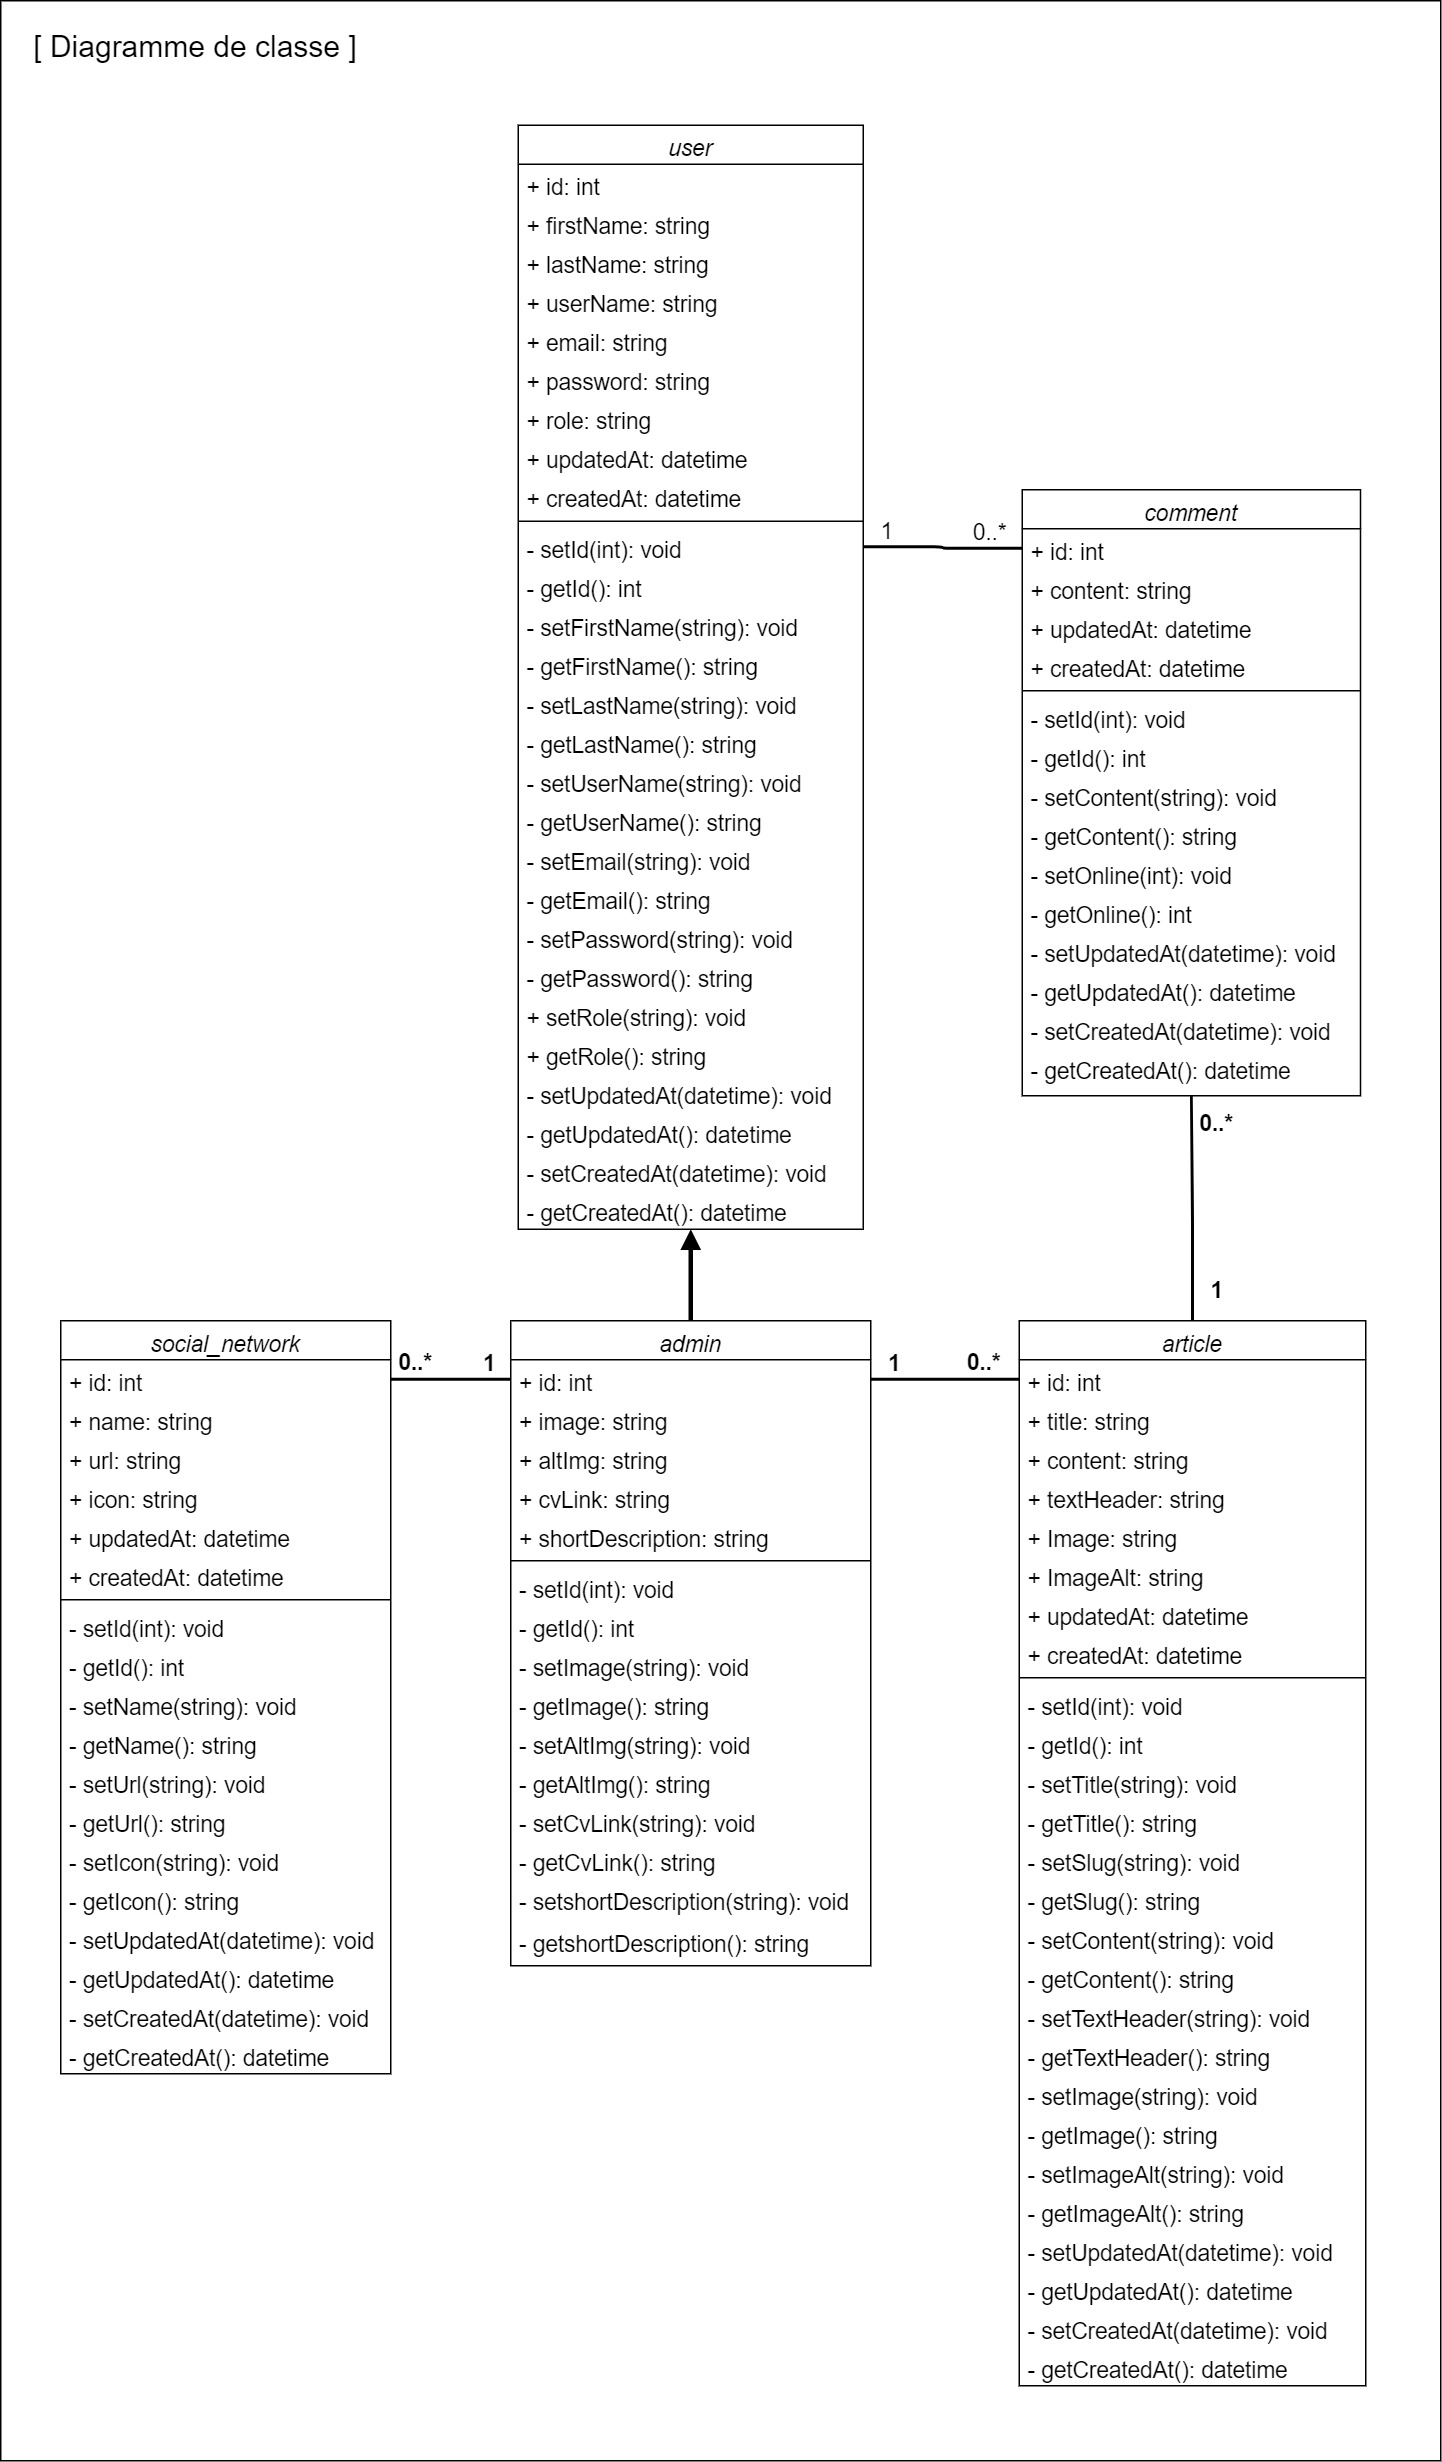 [ Diagramme de classe ]
user
+ id: int
+ firstName: string
+ lastName: string
+ userName: string
+ email: string
+ password: string
+ role: string
+ updatedAt: datetime
+ createdAt: datetime
- setId(int): void
- getId(): int
- setFirstName(string): void
- getFirstName(): string
- setLastName(string): void
- getLastName(): string
- setUserName(string): void
- getUserName(): string
- setEmail(string): void
- getEmail(): string
- setPassword(string): void
- getPassword(): string
+ setRole(string): void
+ getRole(): string
- setUpdatedAt(datetime): void
- getUpdatedAt(): datetime
- setCreatedAt(datetime): void
- getCreatedAt(): datetime
1
0..*
comment
+ id: int
+ content: string
+ updatedAt: datetime
+ createdAt: datetime
- setId(int): void
- getId(): int
- setContent(string): void
- getContent(): string
- setOnline(int): void
- getOnline(): int
- setUpdatedAt(datetime): void
- getUpdatedAt(): datetime
- setCreatedAt(datetime): void
- getCreatedAt(): datetime
0..*
1
social_network
+ id: int
+ name: string
+ url: string
+ icon: string
+ updatedAt: datetime
+ createdAt: datetime
- setId(int): void
- getId(): int
- setName(string): void
- getName(): string
- setUrl(string): void
- getUrl(): string
- setIcon(string): void
- getIcon(): string
- setUpdatedAt(datetime): void
- getUpdatedAt(): datetime
- setCreatedAt(datetime): void
- getCreatedAt(): datetime
0..*
1
admin
+ id: int
+ image: string
+ altImg: string
+ cvLink: string
+ shortDescription: string
- setId(int): void
- getId(): int
- setImage(string): void
- getImage(): string
- setAltImg(string): void
- getAltImg(): string
- setCvLink(string): void
- getCvLink(): string
- setshortDescription(string): void
- getshortDescription(): string
1
0..*
article
+ id: int
+ title: string
+ content: string
+ textHeader: string
+ Image: string
+ ImageAlt: string
+ updatedAt: datetime
+ createdAt: datetime
- setId(int): void
- getId(): int
- setTitle(string): void
- getTitle(): string
- setSlug(string): void
- getSlug(): string
- setContent(string): void
- getContent(): string
- setTextHeader(string): void
- getTextHeader(): string
- setImage(string): void
- getImage(): string
- setImageAlt(string): void
- getImageAlt(): string
- setUpdatedAt(datetime): void
- getUpdatedAt(): datetime
- setCreatedAt(datetime): void
- getCreatedAt(): datetime